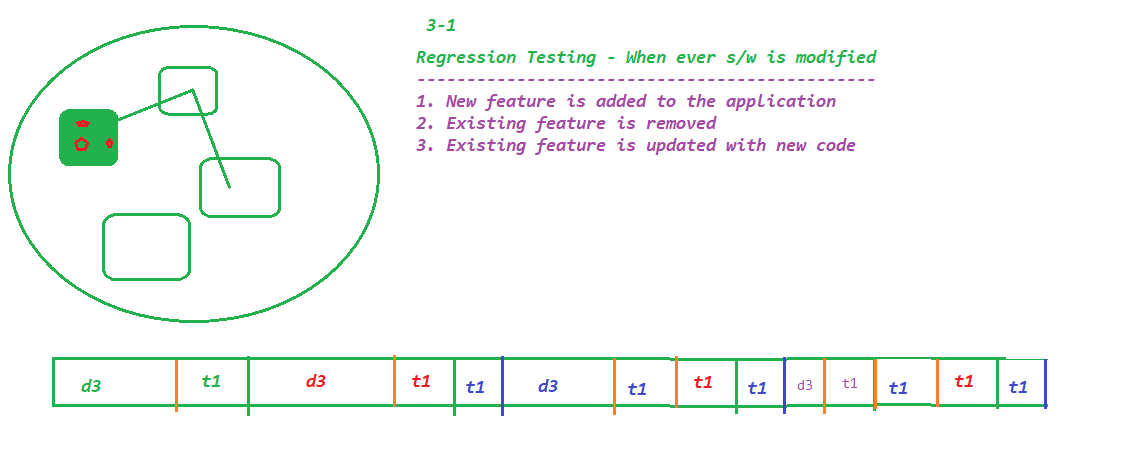 3-1
Regression Testing - When ever s/w is modified
----------------------------------------------
1. New feature is added to the application
2. Existing feature is removed
3. Existing feature is updated with new code
d3 t1 d3 t1 t1 d3 t1 t1 t1 d3 t1 t1 t1 t1